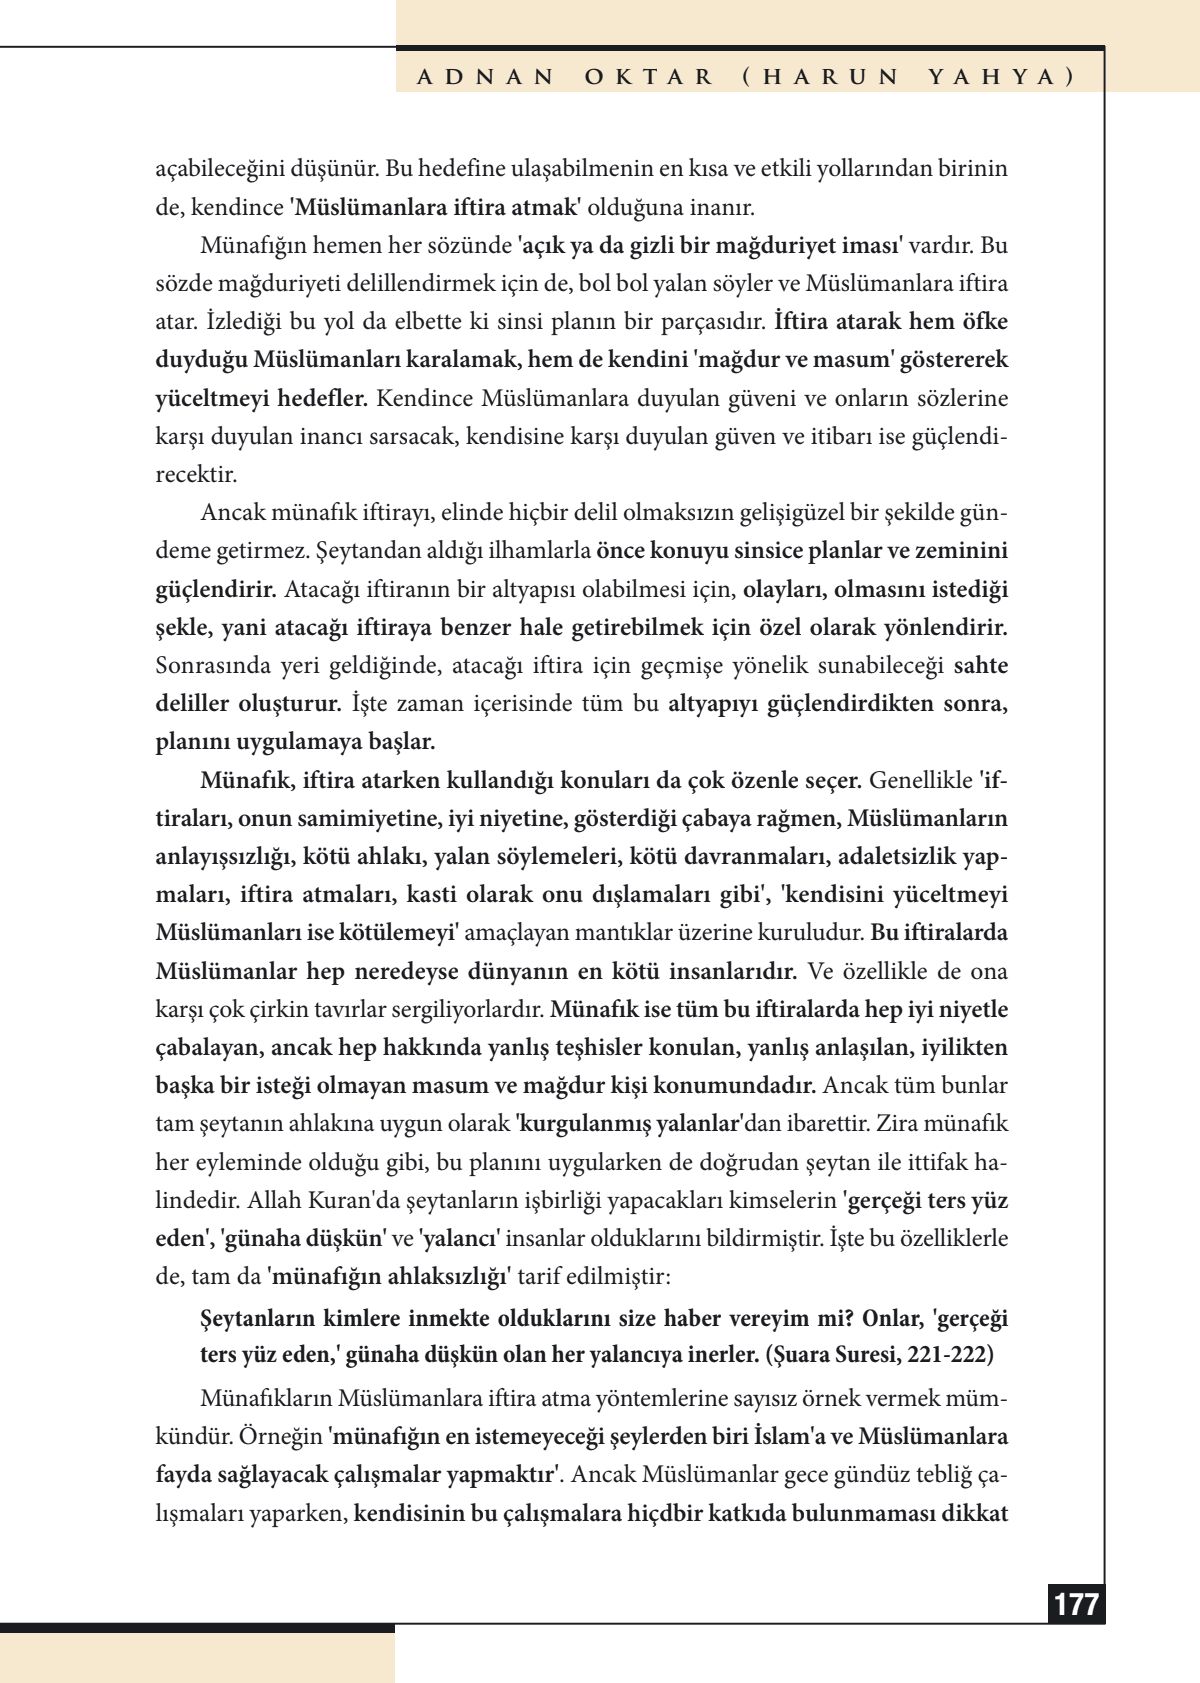 ADNAN OKTAR (HARUN YAHYA)
açabileceğini düşünür. Bu hedefine ulaşabilmenin en kısa ve etkili yollarından birinin
de, kendince 'Müslümanlara iftira atmak' olduğuna inanır.
Münafığın hemen her sözünde 'açık ya da gizli bir mağduriyet iması' vardır. Bu
sözde mağduriyeti delillendirmek için de, bol bol yalan söyler ve Müslümanlara iftira
atar. İzlediği bu yol da elbette ki sinsi planın bir parçasıdır. İftira atarak hem öfke
duyduğu Müslümanları karalamak, hem de kendini 'mağdur ve masum' göstererek
yüceltmeyi hedefler. Kendince Müslümanlara duyulan güveni ve onların sözlerine
karşı duyulan inancı sarsacak, kendisine karşı duyulan güven ve itibarı ise güçlendi-
recektir.
Ancak münafık iftirayı, elinde hiçbir delil olmaksızın gelişigüzel bir şekilde gün-
deme getirmez. Şeytandan aldığı ilhamlarla önce konuyu sinsice planlar ve zeminini
güçlendirir. Atacağı iftiranın bir altyapısı olabilmesi için, olayları, olmasını istediği
şekle, yani atacağı iftiraya benzer hale getirebilmek için özel olarak yönlendirir.
Sonrasında yeri geldiğinde, atacağı iftira için geçmişe yönelik sunabileceği sahte
deliller oluşturur. İşte zaman içerisinde tüm bu altyapıyı güçlendirdikten sonra,
planını uygulamaya başlar.
Münafık, iftira atarken kullandığı konuları da çok özenle seçer. Genellikle 'if-
tiraları, onun samimiyetine, iyi niyetine, gösterdiği çabaya rağmen, Müslümanların
anlayışsızlığı, kötü ahlakı, yalan söylemeleri, kötü davranmaları, adaletsizlik yap-
maları, iftira atmaları, kasti olarak onu dışlamaları gibi', 'kendisini yüceltmeyi
Müslümanları ise kötülemeyi' amaçlayan mantıklar üzerine kuruludur. Bu iftiralarda
Müslümanlar hep neredeyse dünyanın en kötü insanlarıdır. Ve özellikle de ona
karşı çok çirkin tavırlar sergiliyorlardır. Münafık ise tüm bu iftiralarda hep iyi niyetle
çabalayan, ancak hep hakkında yanlış teşhisler konulan, yanlış anlaşılan, iyilikten
başka bir isteği olmayan masum ve mağdur kişi konumundadır. Ancak tüm bunlar
tam şeytanın ahlakına uygun olarak 'kurgulanmış yalanlar'dan ibarettir. Zira münafık
her eyleminde olduğu gibi, bu planını uygularken de doğrudan şeytan ile ittifak ha-
lindedir. Allah Kuran'da şeytanların işbirliği yapacakları kimselerin 'gerçeği ters yüz
eden', 'günaha düşkün' ve 'yalancı' insanlar olduklarını bildirmiştir. İşte bu özelliklerle
de, tam da 'münafığın ahlaksızlığı' tarif edilmiştir:
Şeytanların kimlere inmekte olduklarını size haber vereyim mi? Onlar, 'gerçeği
ters yüz eden,' günaha düşkün olan her yalancıya inerler. (Şuara Suresi, 221-222)
Münafıkların Müslümanlara iftira atma yöntemlerine sayısız örnek vermek müm-
kündür. Örneğin 'münafığın en istemeyeceği şeylerden biri İslam'a ve Müslümanlara
fayda sağlayacak çalışmalar yapmaktır'. Ancak Müslümanlar gece gündüz tebliğ ça-
lışmaları yaparken, kendisinin bu çalışmalara hiçdbir katkıda bulunmaması dikkat
177